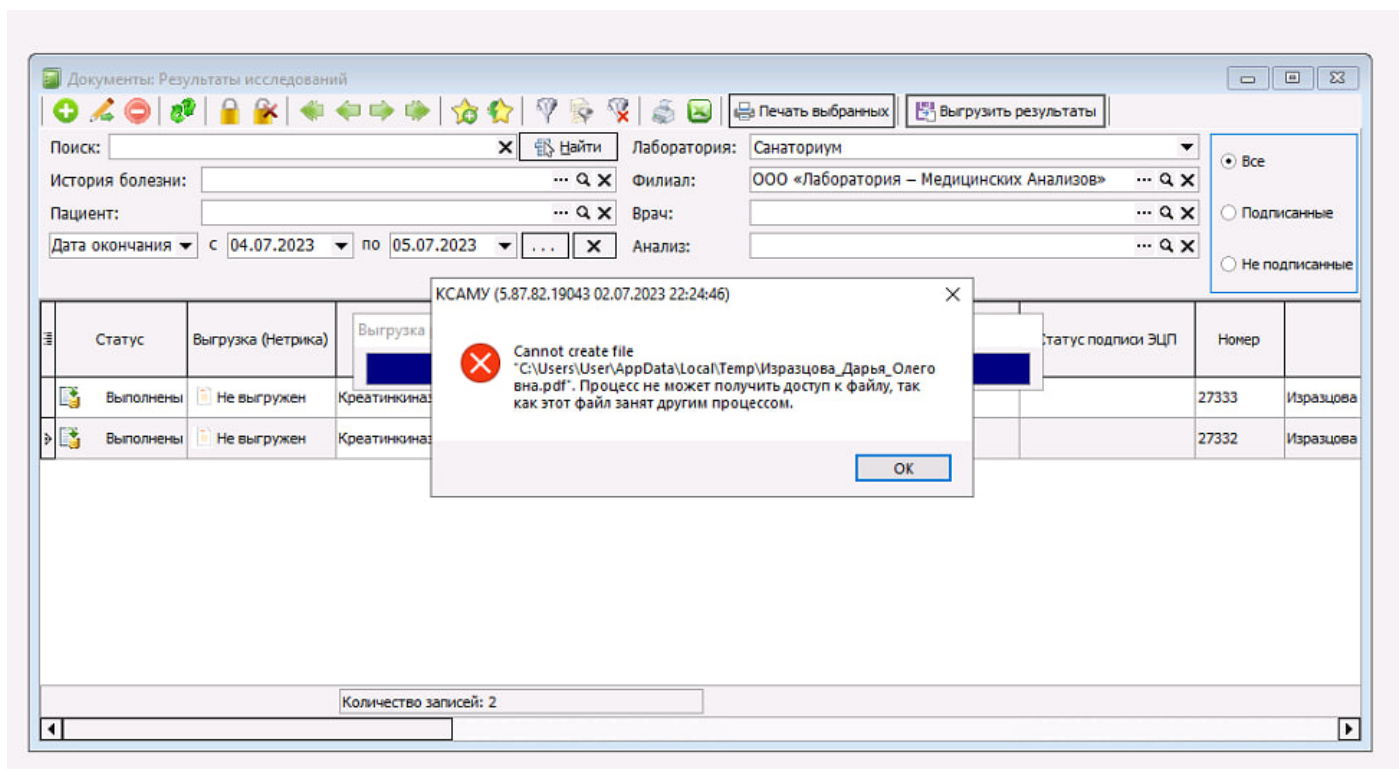 Документы: Результаты исследований
Печать выбранных
Выгрузить результаты
Поиск:
Найти
Лаборатория:
Санаториум
Все
История болезни:
Филиал:
ООО «Лаборатория – Медицинских Анализов»
Пациент:
Врач:
Подписанные
Дата окончания
с
04.07.2023
по
05.07.2023
...
Анализ:
Не подписанные
КСАМУ (5.87.82.19043 02.07.2023 22:24:46)
Cannot create file
"C:\Users\User\AppData\Local\Temp\Изразцова_Дарья_Олего
вна.pdf". Процесс не может получить доступ к файлу, так
как этот файл занят другим процессом.
OK
Статус
Выгрузка (Нетрика)
Выгрузка
татус подписи ЭЦП
Номер
Выполнены
Не выгружен
Креатинкиназ
27333
Изразцова
Выполнены
Не выгружен
Креатинкиназ
27332
Изразцова
Количество записей: 2